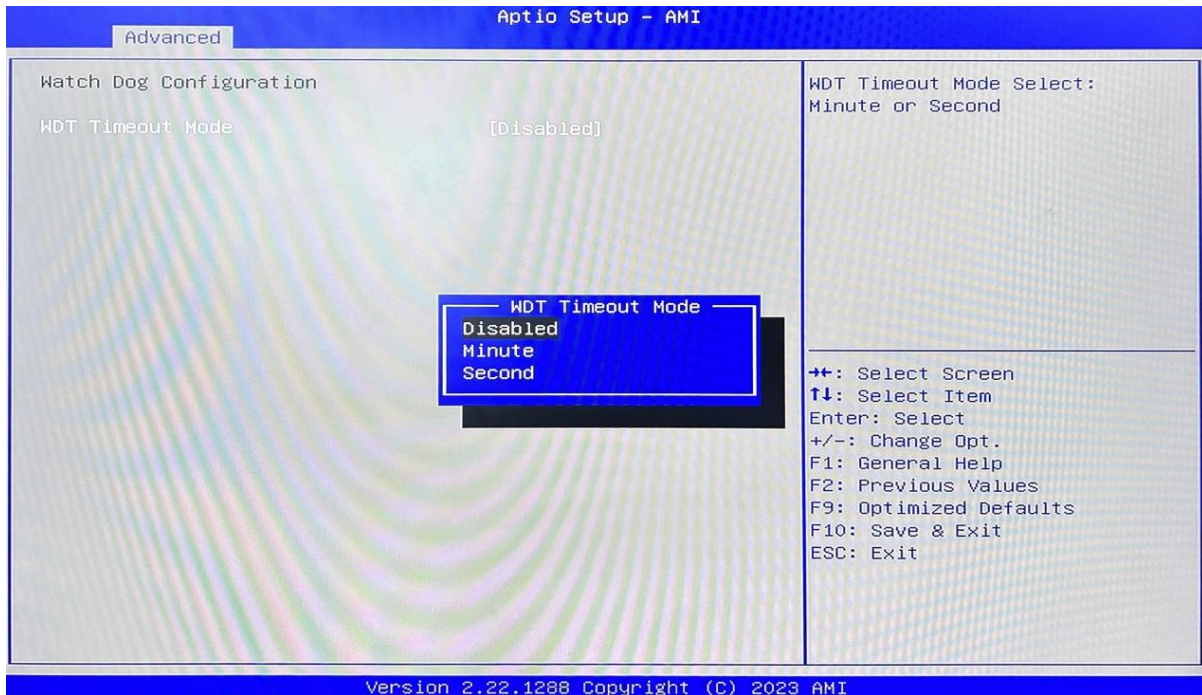 Aptio Setup – AMI
Advanced
Watch Dog Configuration
WDT Timeout Mode [Disabled]
WDT Timeout Mode
Disabled
Minute
Second
WDT Timeout Mode Select:
Minute or Second
→←: Select Screen
↑↓: Select Item
Enter: Select
+/-: Change Opt.
F1: General Help
F2: Previous Values
F9: Optimized Defaults
F10: Save & Exit
ESC: Exit
Version 2.22.1288 Copyright (C) 2023 AMI